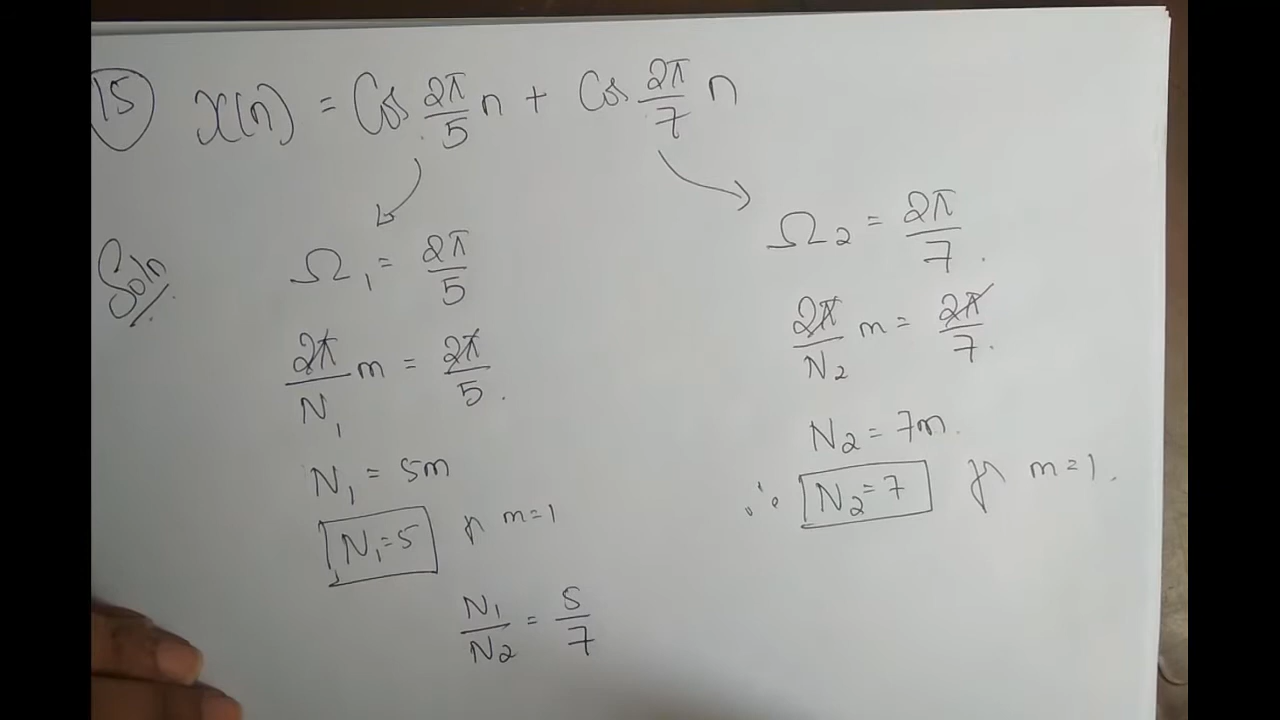 15 x(n) = Cos 2π/5 n + Cos 2π/7 n
Soln
Ω₁ = 2π/5
2π/N₁ m = 2π/5.
N₁ = 5m
N₁=5 for m=1
Ω₂ = 2π/7.
2π/N₂ m = 2π/7.
N₂ = 7m.
∴ N₂=7 for m=1.
N₁/N₂ = 5/7